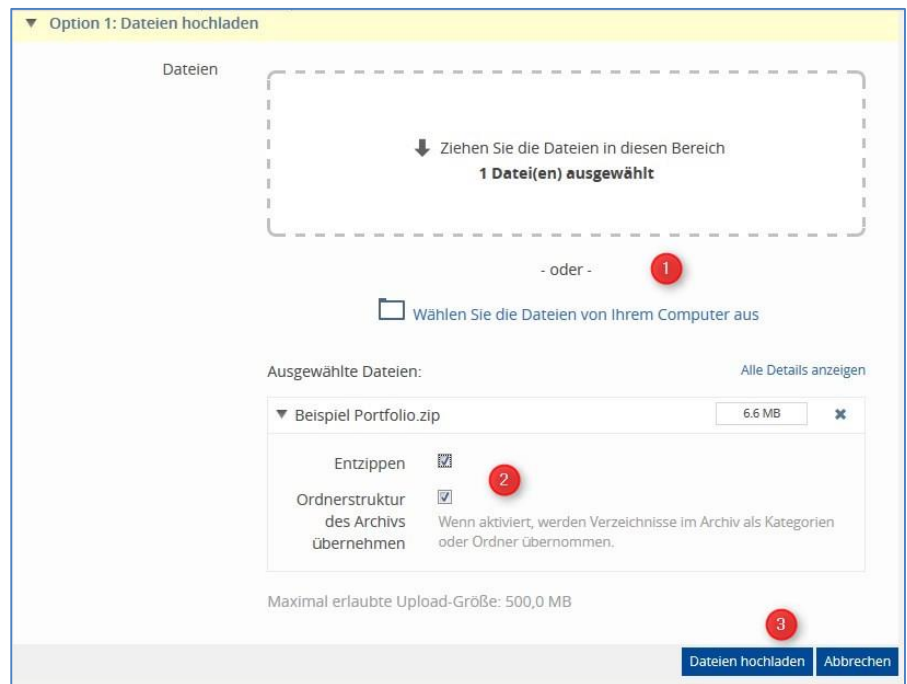 Option 1: Dateien hochladen
Dateien
Ziehen Sie die Dateien in diesen Bereich
1 Datei(en) ausgewählt
- oder -
1
Wählen Sie die Dateien von Ihrem Computer aus
Ausgewählte Dateien:
Alle Details anzeigen
Beispiel Portfolio.zip
6.6 MB
Entzippen
2
Ordnerstruktur
des Archivs
übernehmen
Wenn aktiviert, werden Verzeichnisse im Archiv als Kategorien
oder Ordner übernommen.
Maximal erlaubte Upload-Größe: 500,0 MB
3
Dateien hochladen
Abbrechen